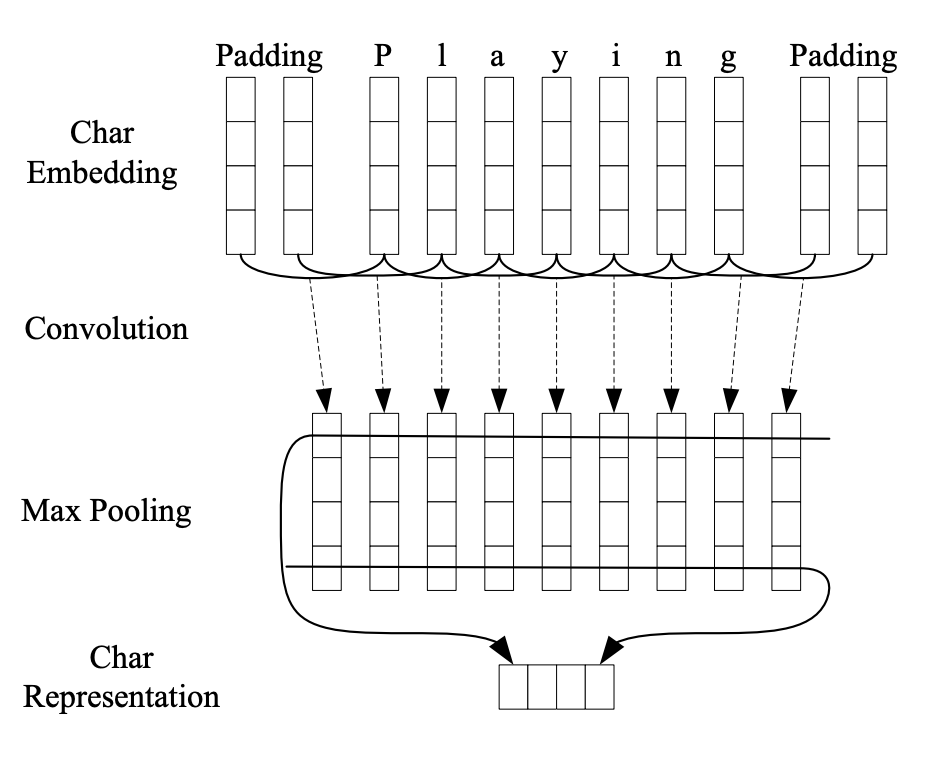 Padding P l a y i n g Padding
Char
Embedding
Convolution
Max Pooling
Char
Representation